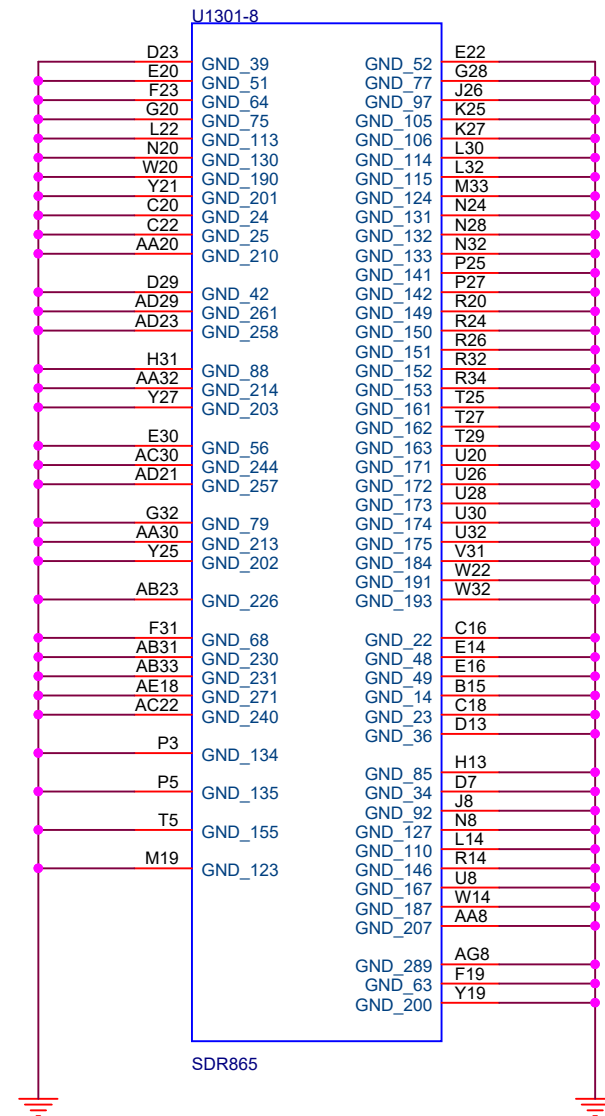 U1301-8
D23 GND_39 GND_52 E22
E20 GND_51 GND_77 G28
F23 GND_64 GND_97 J26
G20 GND_75 GND_105 K25
L22 GND_113 GND_106 K27
N20 GND_130 GND_114 L30
W20 GND_190 GND_115 L32
Y21 GND_201 GND_124 M33
C20 GND_24 GND_131 N24
C22 GND_25 GND_132 N28
AA20 GND_210 GND_133 N32
GND_141 P25
D29 GND_42 GND_142 P27
AD29 GND_261 GND_149 R20
AD23 GND_258 GND_150 R24
GND_151 R26
H31 GND_88 GND_152 R32
AA32 GND_214 GND_153 R34
Y27 GND_203 GND_161 T25
GND_162 T27
E30 GND_56 GND_163 T29
AC30 GND_244 GND_171 U20
AD21 GND_257 GND_172 U26
GND_173 U28
G32 GND_79 GND_174 U30
AA30 GND_213 GND_175 U32
Y25 GND_202 GND_184 V31
GND_191 W22
AB23 GND_226 GND_193 W32
F31 GND_68 GND_22 C16
AB31 GND_230 GND_48 E14
AB33 GND_231 GND_49 E16
AE18 GND_271 GND_14 B15
AC22 GND_240 GND_23 C18
GND_36 D13
P3 GND_134
GND_85 H13
P5 GND_135 GND_34 D7
GND_92 J8
T5 GND_155 GND_127 N8
GND_110 L14
M19 GND_123 GND_146 R14
GND_167 U8
GND_187 W14
GND_207 AA8
GND_289 AG8
GND_63 F19
GND_200 Y19
SDR865